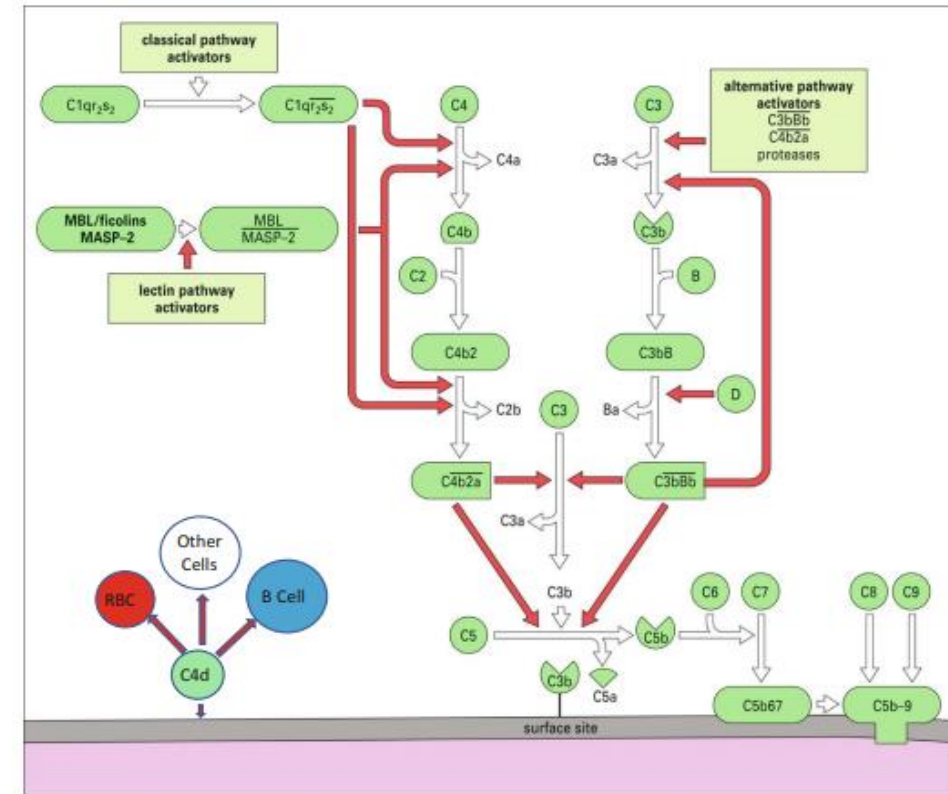 classical pathway
activators
C1qr₂s₂
C1qr₂s₂
C4
C3
alternative pathway
activators
C3bBb
C4b2a
proteases
C4a
C3a
MBL/ficolins
MASP–2
MBL
MASP–2
C4b
C3b
lectin pathway
activators
C2
B
C4b2
C3bB
C2b
C3
Ba
D
C4b2a
C3bBb
C3a
Other
Cells
RBC
B Cell
C3b
C6
C7
C8
C9
C5
C5b
C4d
C3b
C5a
C5b67
C5b–9
surface site